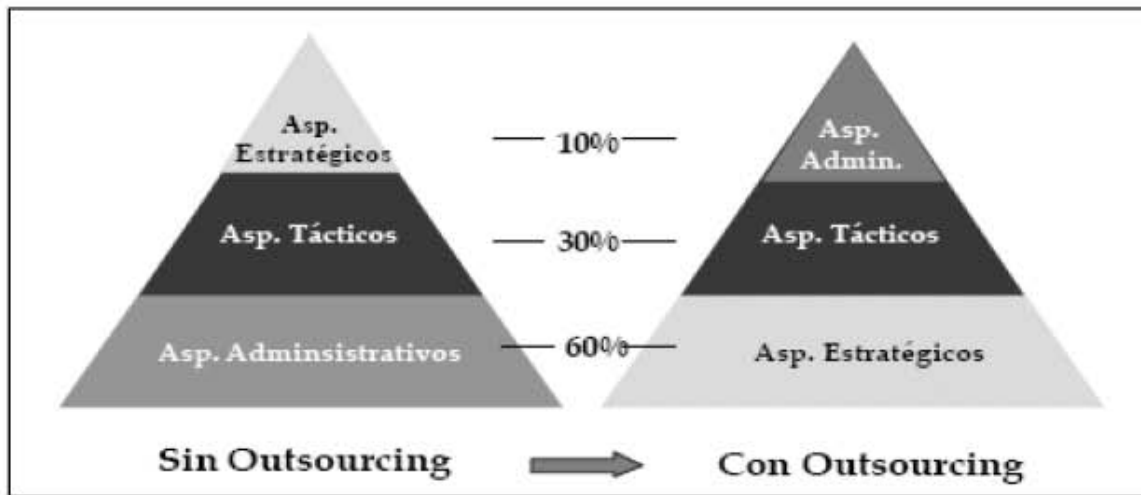 Asp.
Estratégicos
Asp. Tácticos
Asp. Adminsistrativos
10%
30%
60%
Asp.
Admin.
Asp. Tácticos
Asp. Estratégicos
Sin Outsourcing
Con Outsourcing